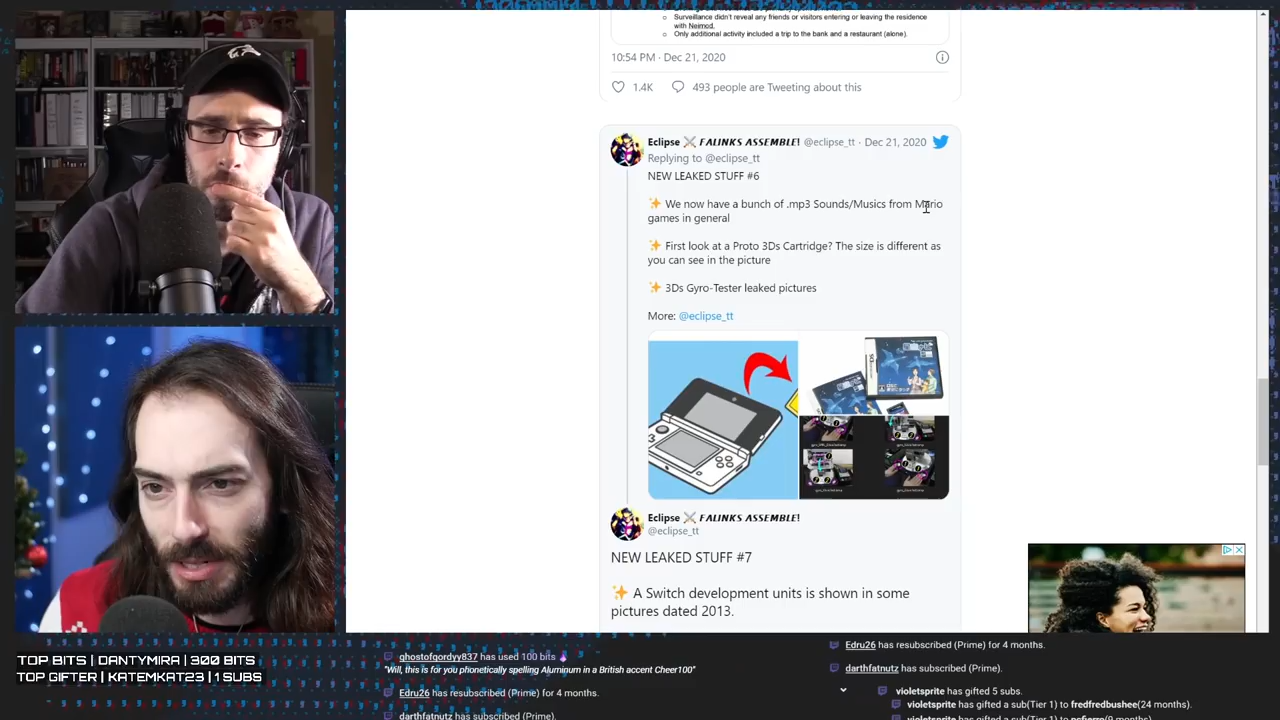 Surveillance didn't reveal any friends or visitors entering or leaving the residence
with Neimod.
Only additional activity included a trip to the bank and a restaurant (alone).
10:54 PM · Dec 21, 2020
1.4K 493 people are Tweeting about this
Eclipse ⚔️ FALINKS ASSEMBLE! @eclipse_tt · Dec 21, 2020
Replying to @eclipse_tt
NEW LEAKED STUFF #6
✨ We now have a bunch of .mp3 Sounds/Musics from Mario
games in general
✨ First look at a Proto 3Ds Cartridge? The size is different as
you can see in the picture
✨ 3Ds Gyro-Tester leaked pictures
More: @eclipse_tt
Eclipse ⚔️ FALINKS ASSEMBLE!
@eclipse_tt
NEW LEAKED STUFF #7
✨ A Switch development units is shown in some
pictures dated 2013.
TOP BITS | DANTYMIRA | 300 BITS
TOP GIFTER | KATEMKAT23 | 1 SUBS
ghostofgordyy837 has used 100 bits
"Will, this is for you phonetically spelling Aluminum in a British accent Cheer100"
Edru26 has resubscribed (Prime) for 4 months.
darthfatnutz has subscribed (Prime).
Edru26 has resubscribed (Prime) for 4 months.
darthfatnutz has subscribed (Prime).
violetsprite has gifted 5 subs.
violetsprite has gifted a sub(Tier 1) to fredfredbushee(24 months).
violetsprite has gifted a sub(Tier 1) to